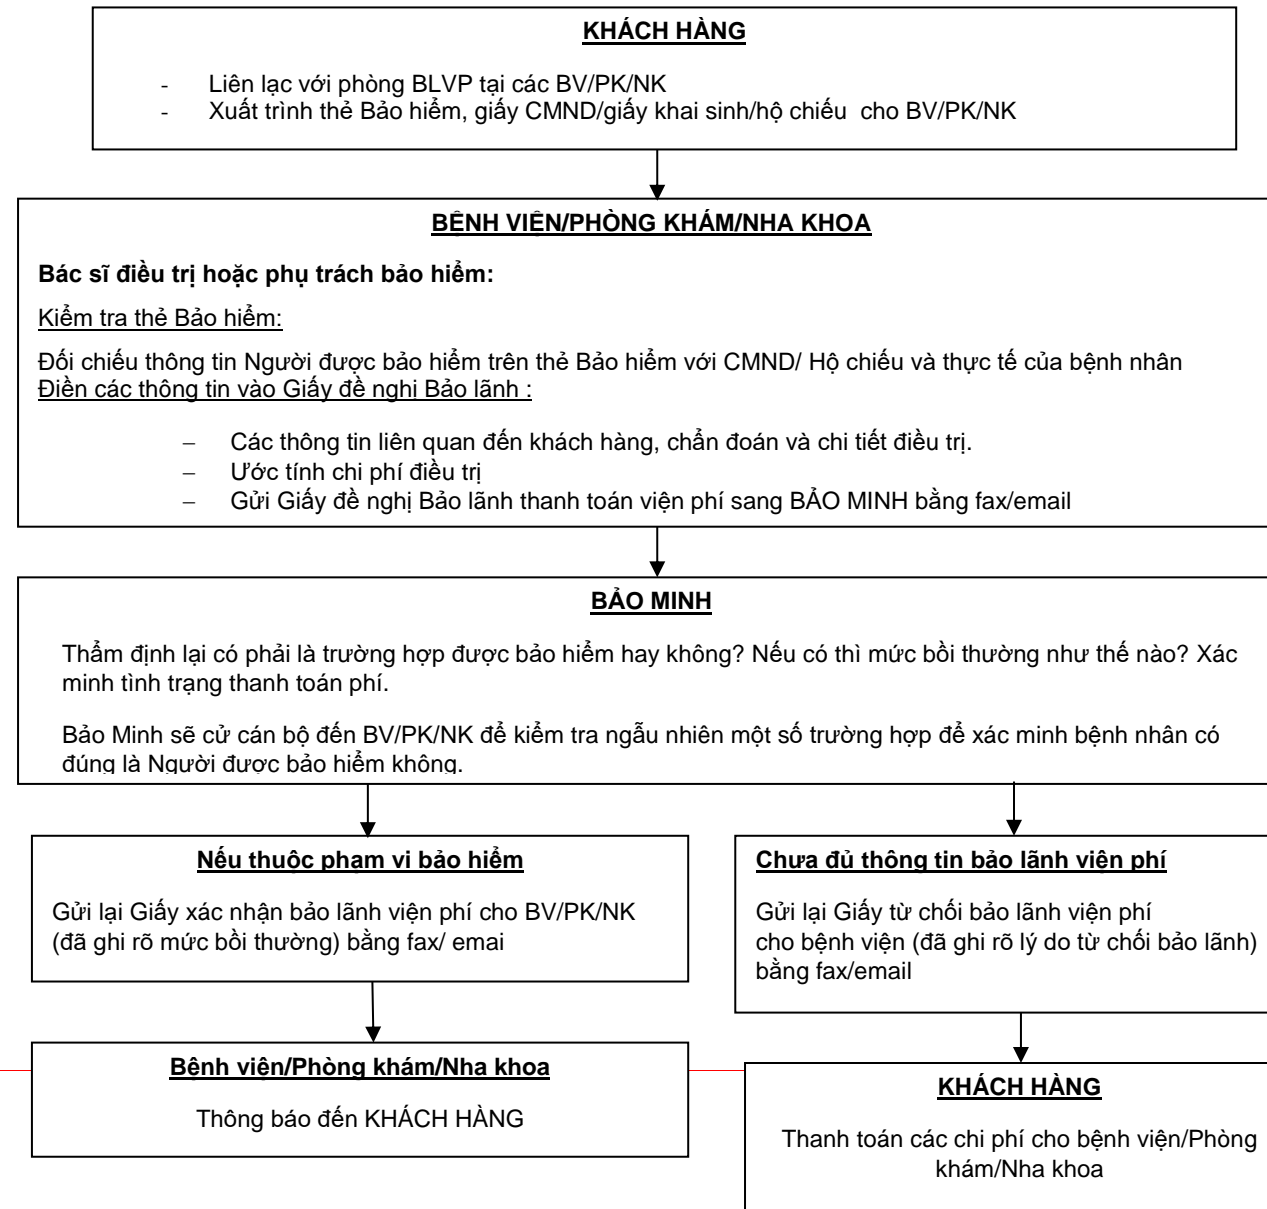 KHÁCH HÀNG
- Liên lạc với phòng BLVP tại các BV/PK/NK
- Xuất trình thẻ Bảo hiểm, giấy CMND/giấy khai sinh/hộ chiếu cho BV/PK/NK
BỆNH VIỆN/PHÒNG KHÁM/NHA KHOA
Bác sĩ điều trị hoặc phụ trách bảo hiểm:
Kiểm tra thẻ Bảo hiểm:
Đối chiếu thông tin Người được bảo hiểm trên thẻ Bảo hiểm với CMND/ Hộ chiếu và thực tế của bệnh nhân
Điền các thông tin vào Giấy đề nghị Bảo lãnh :
– Các thông tin liên quan đến khách hàng, chẩn đoán và chi tiết điều trị.
– Ước tính chi phí điều trị
– Gửi Giấy đề nghị Bảo lãnh thanh toán viện phí sang BẢO MINH bằng fax/email
BẢO MINH
Thẩm định lại có phải là trường hợp được bảo hiểm hay không? Nếu có thì mức bồi thường như thế nào? Xác
minh tình trạng thanh toán phí.
Bảo Minh sẽ cử cán bộ đến BV/PK/NK để kiểm tra ngẫu nhiên một số trường hợp để xác minh bệnh nhân có
đúng là Người được bảo hiểm không.
Nếu thuộc phạm vi bảo hiểm
Gửi lại Giấy xác nhận bảo lãnh viện phí cho BV/PK/NK
(đã ghi rõ mức bồi thường) bằng fax/ emai
Chưa đủ thông tin bảo lãnh viện phí
Gửi lại Giấy từ chối bảo lãnh viện phí
cho bệnh viện (đã ghi rõ lý do từ chối bảo lãnh)
bằng fax/email
Bệnh viện/Phòng khám/Nha khoa
Thông báo đến KHÁCH HÀNG
KHÁCH HÀNG
Thanh toán các chi phí cho bệnh viện/Phòng
khám/Nha khoa